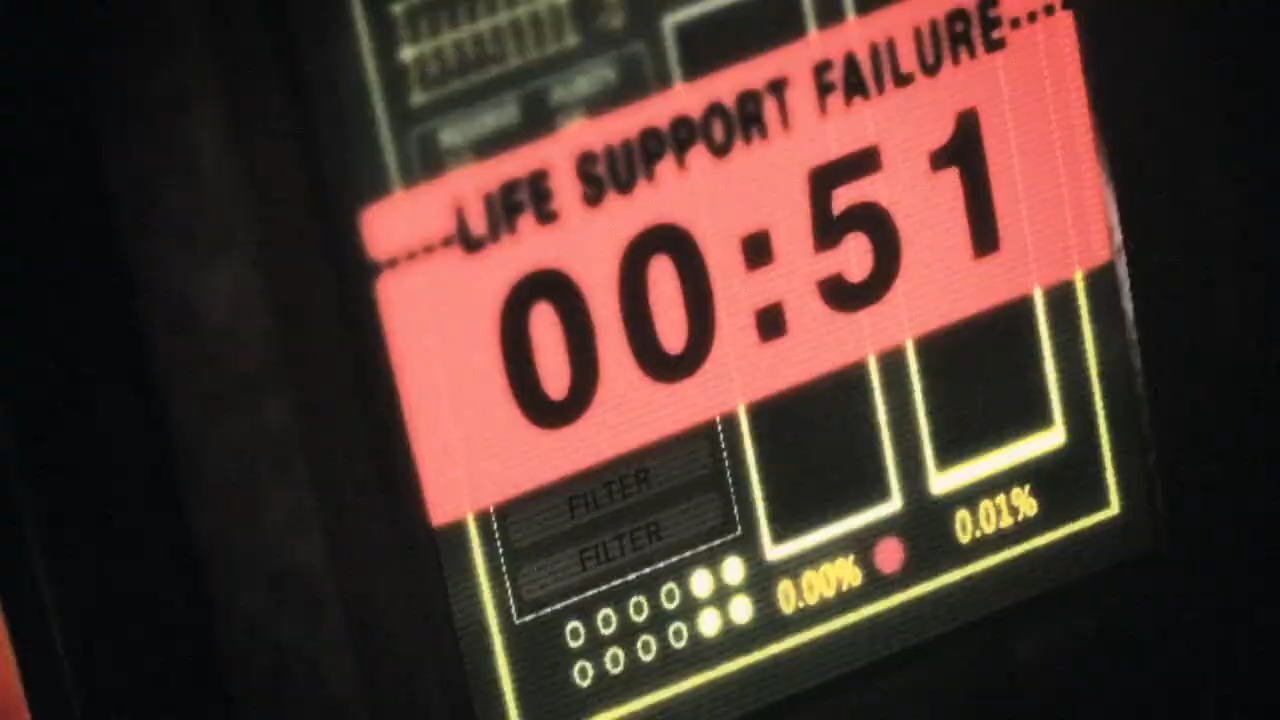 LIFE SUPPORT FAILURE
00:51
FILTER
FILTER
0.00%
0.01%